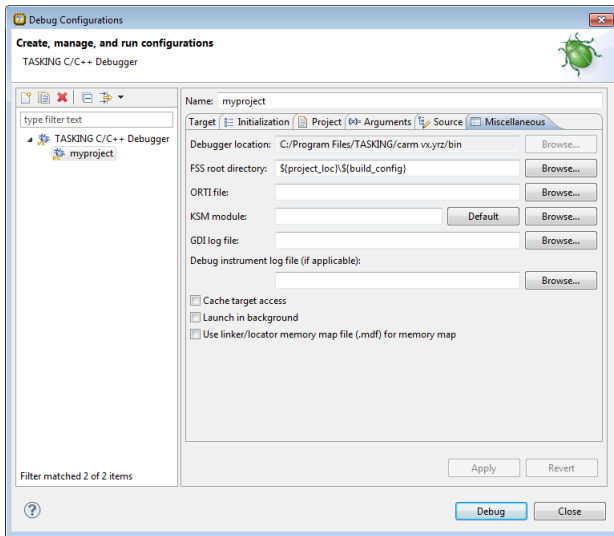 Debug Configurations
Create, manage, and run configurations
TASKING C/C++ Debugger
type filter text
TASKING C/C++ Debugger
myproject
Filter matched 2 of 2 items
Name: myproject
Target Initialization Project (x)= Arguments Source Miscellaneous
Debugger location: C:/Program Files/TASKING/carm vx.yrz/bin Browse...
FSS root directory: ${project_loc}\${build_config} Browse...
ORTI file: Browse...
KSM module: Default Browse...
GDI log file: Browse...
Debug instrument log file (if applicable):
Browse...
Cache target access
Launch in background
Use linker/locator memory map file (.mdf) for memory map
Apply Revert
? Debug Close